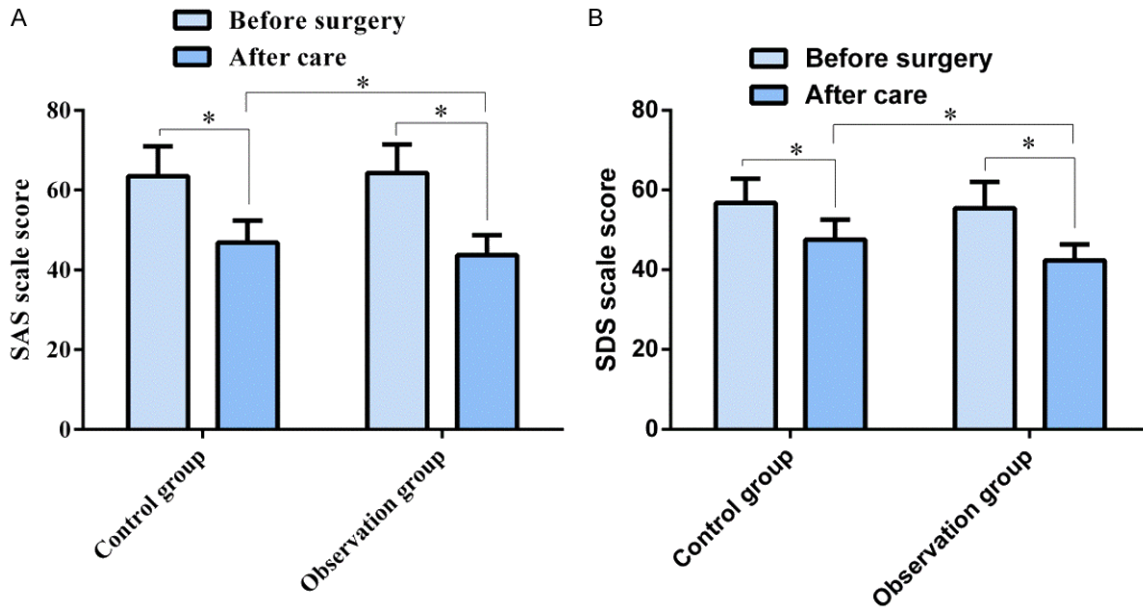 A
Before surgery
After care
*
*
*
80
60
40
20
0
SAS scale score
Control group
Observation group
B
Before surgery
After care
*
*
*
80
60
40
20
0
SDS scale score
Control group
Observation group